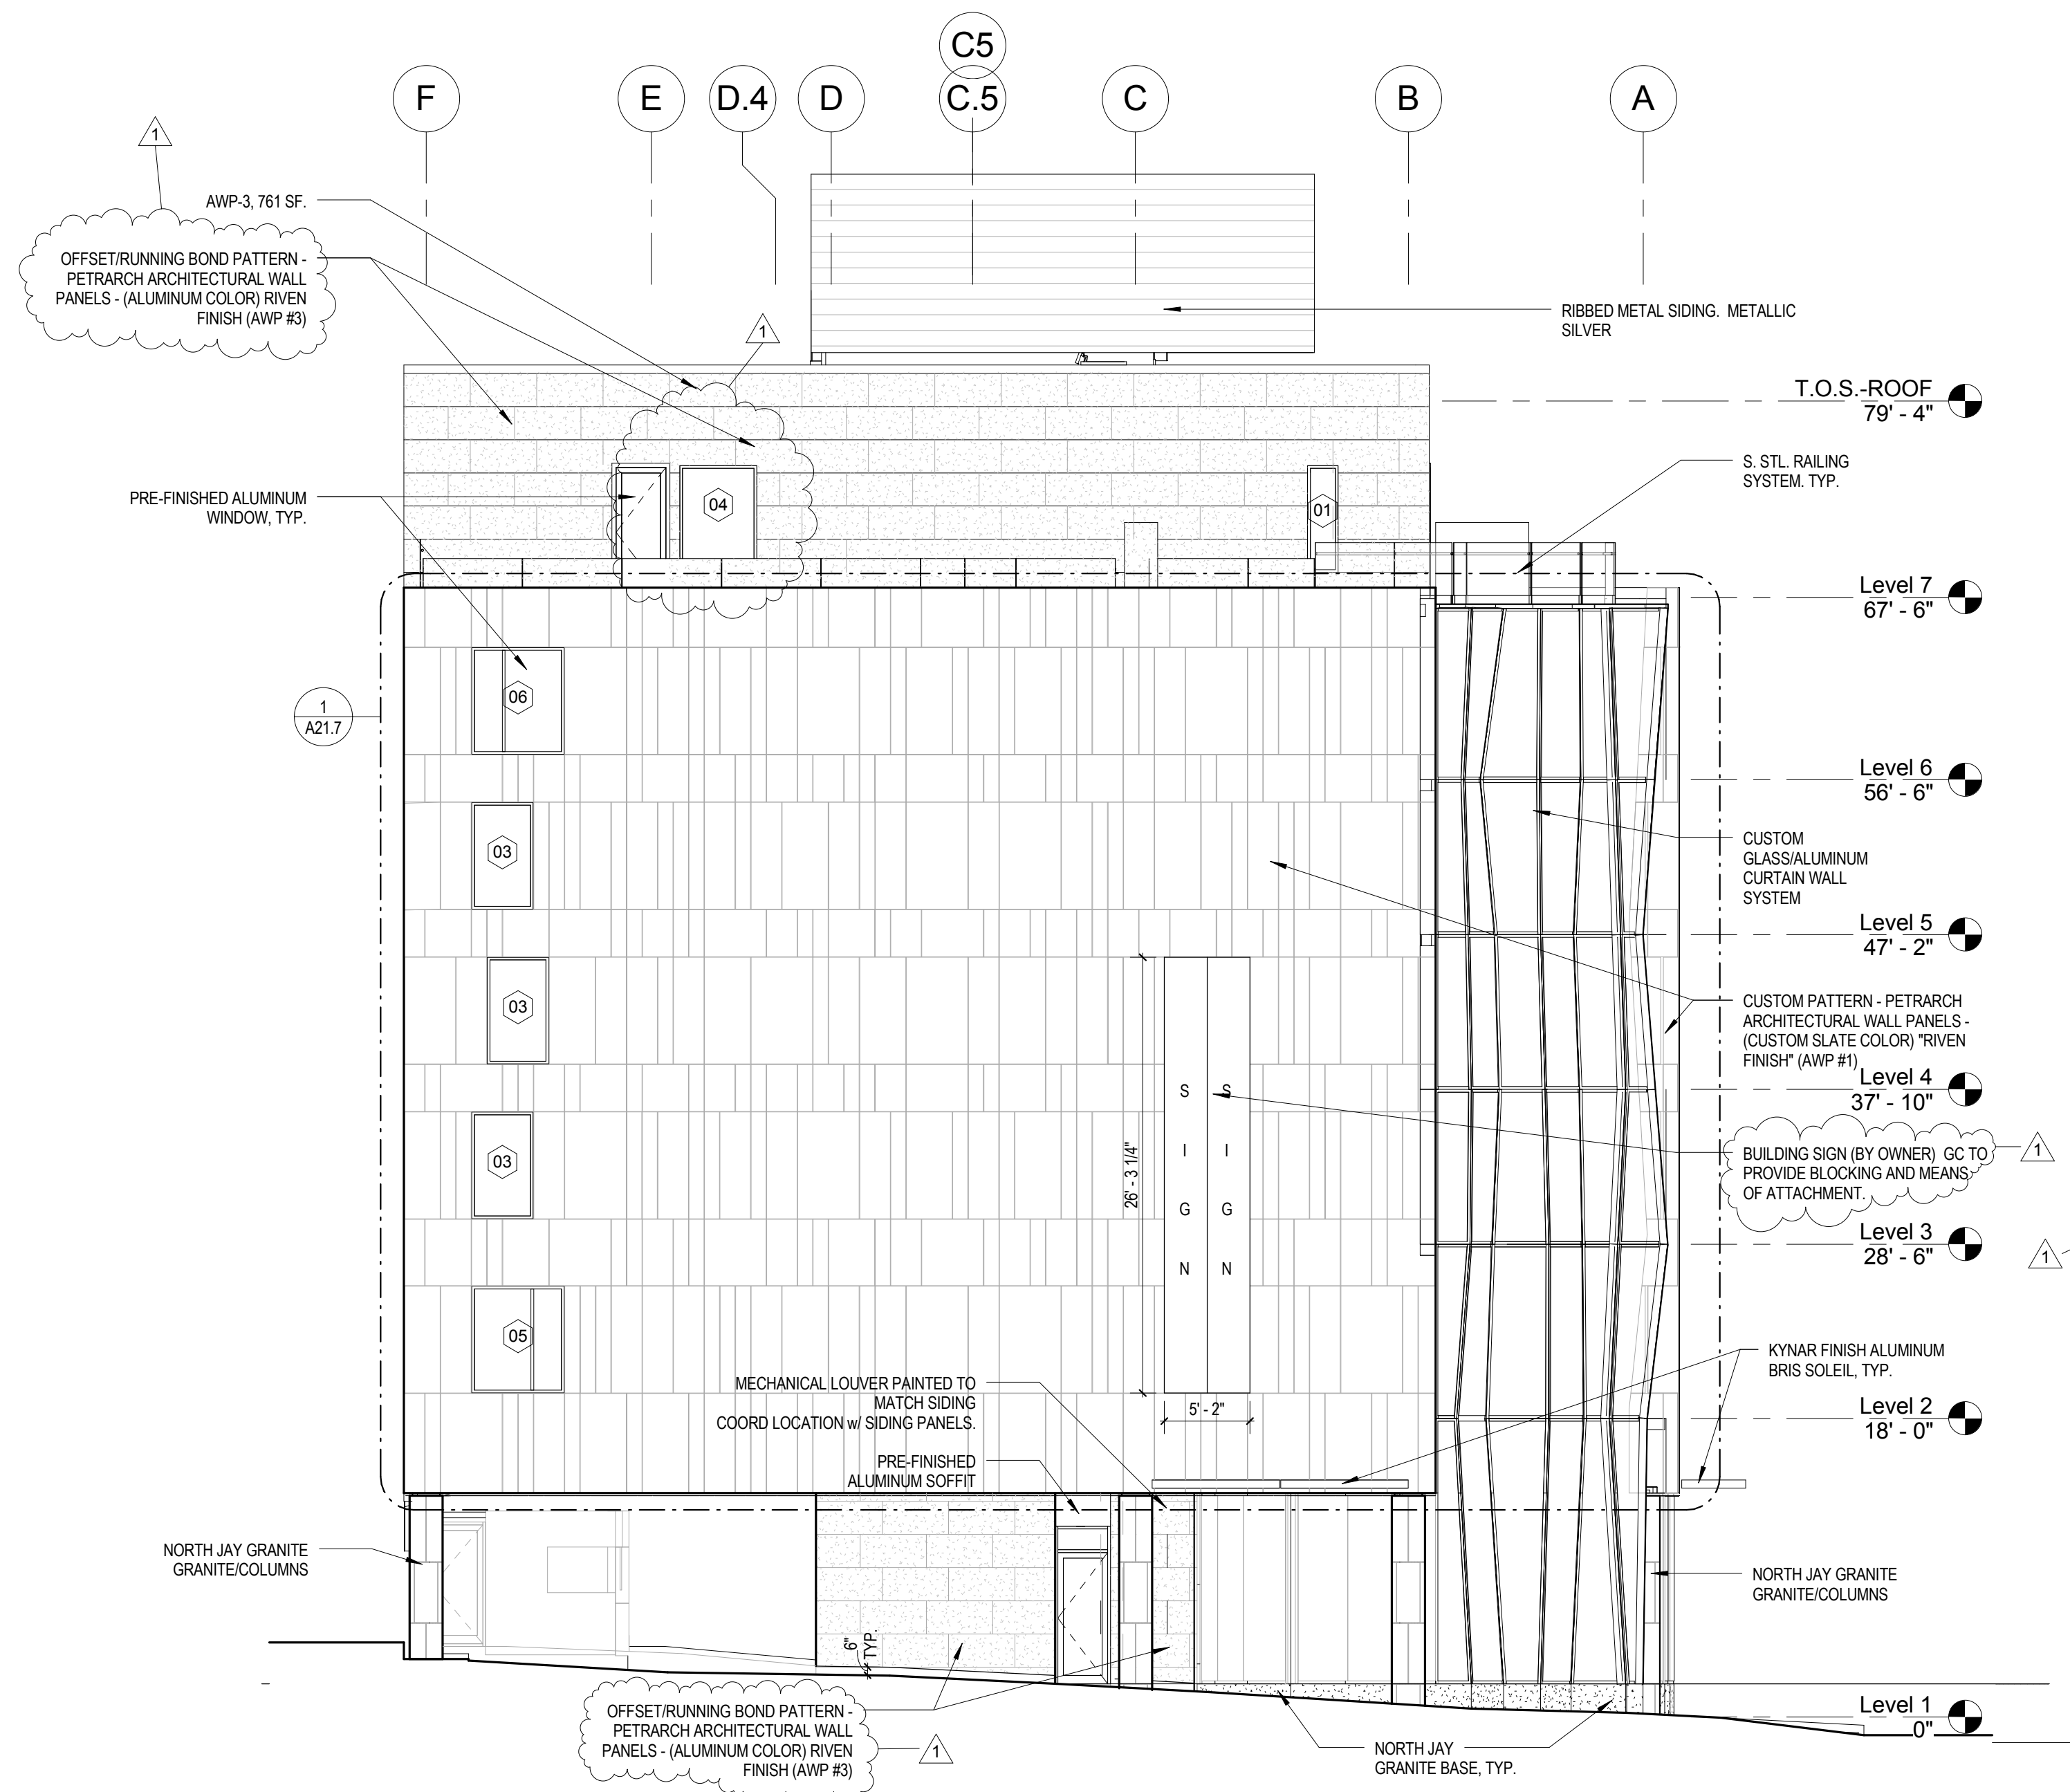 C5
F
E
D.4
D
C.5
C
B
A
1
AWP-3, 761 SF.
OFFSET/RUNNING BOND PATTERN -
PETRARCH ARCHITECTURAL WALL
PANELS - (ALUMINUM COLOR) RIVEN
FINISH (AWP #3)
1
RIBBED METAL SIDING. METALLIC
SILVER
T.O.S.-ROOF
79' - 4"
S. STL. RAILING
SYSTEM. TYP.
PRE-FINISHED ALUMINUM
WINDOW, TYP.
04
01
Level 7
67' - 6"
06
1
A21.7
Level 6
56' - 6"
03
CUSTOM
GLASS/ALUMINUM
CURTAIN WALL
SYSTEM
Level 5
47' - 2"
03
CUSTOM PATTERN - PETRARCH
ARCHITECTURAL WALL PANELS -
(CUSTOM SLATE COLOR) "RIVEN
FINISH" (AWP #1)
Level 4
37' - 10"
S S
I I
G G
N N
26' - 3 1/4"
03
BUILDING SIGN (BY OWNER) GC TO
PROVIDE BLOCKING AND MEANS
OF ATTACHMENT.
1
Level 3
28' - 6"
1
05
KYNAR FINISH ALUMINUM
BRIS SOLEIL, TYP.
MECHANICAL LOUVER PAINTED TO
MATCH SIDING
COORD LOCATION w/ SIDING PANELS.
5' - 2"
Level 2
18' - 0"
PRE-FINISHED
ALUMINUM SOFFIT
NORTH JAY GRANITE
GRANITE/COLUMNS
NORTH JAY GRANITE
GRANITE/COLUMNS
6"
TYP.
OFFSET/RUNNING BOND PATTERN -
PETRARCH ARCHITECTURAL WALL
PANELS - (ALUMINUM COLOR) RIVEN
FINISH (AWP #3)
1
NORTH JAY
GRANITE BASE, TYP.
Level 1
0"